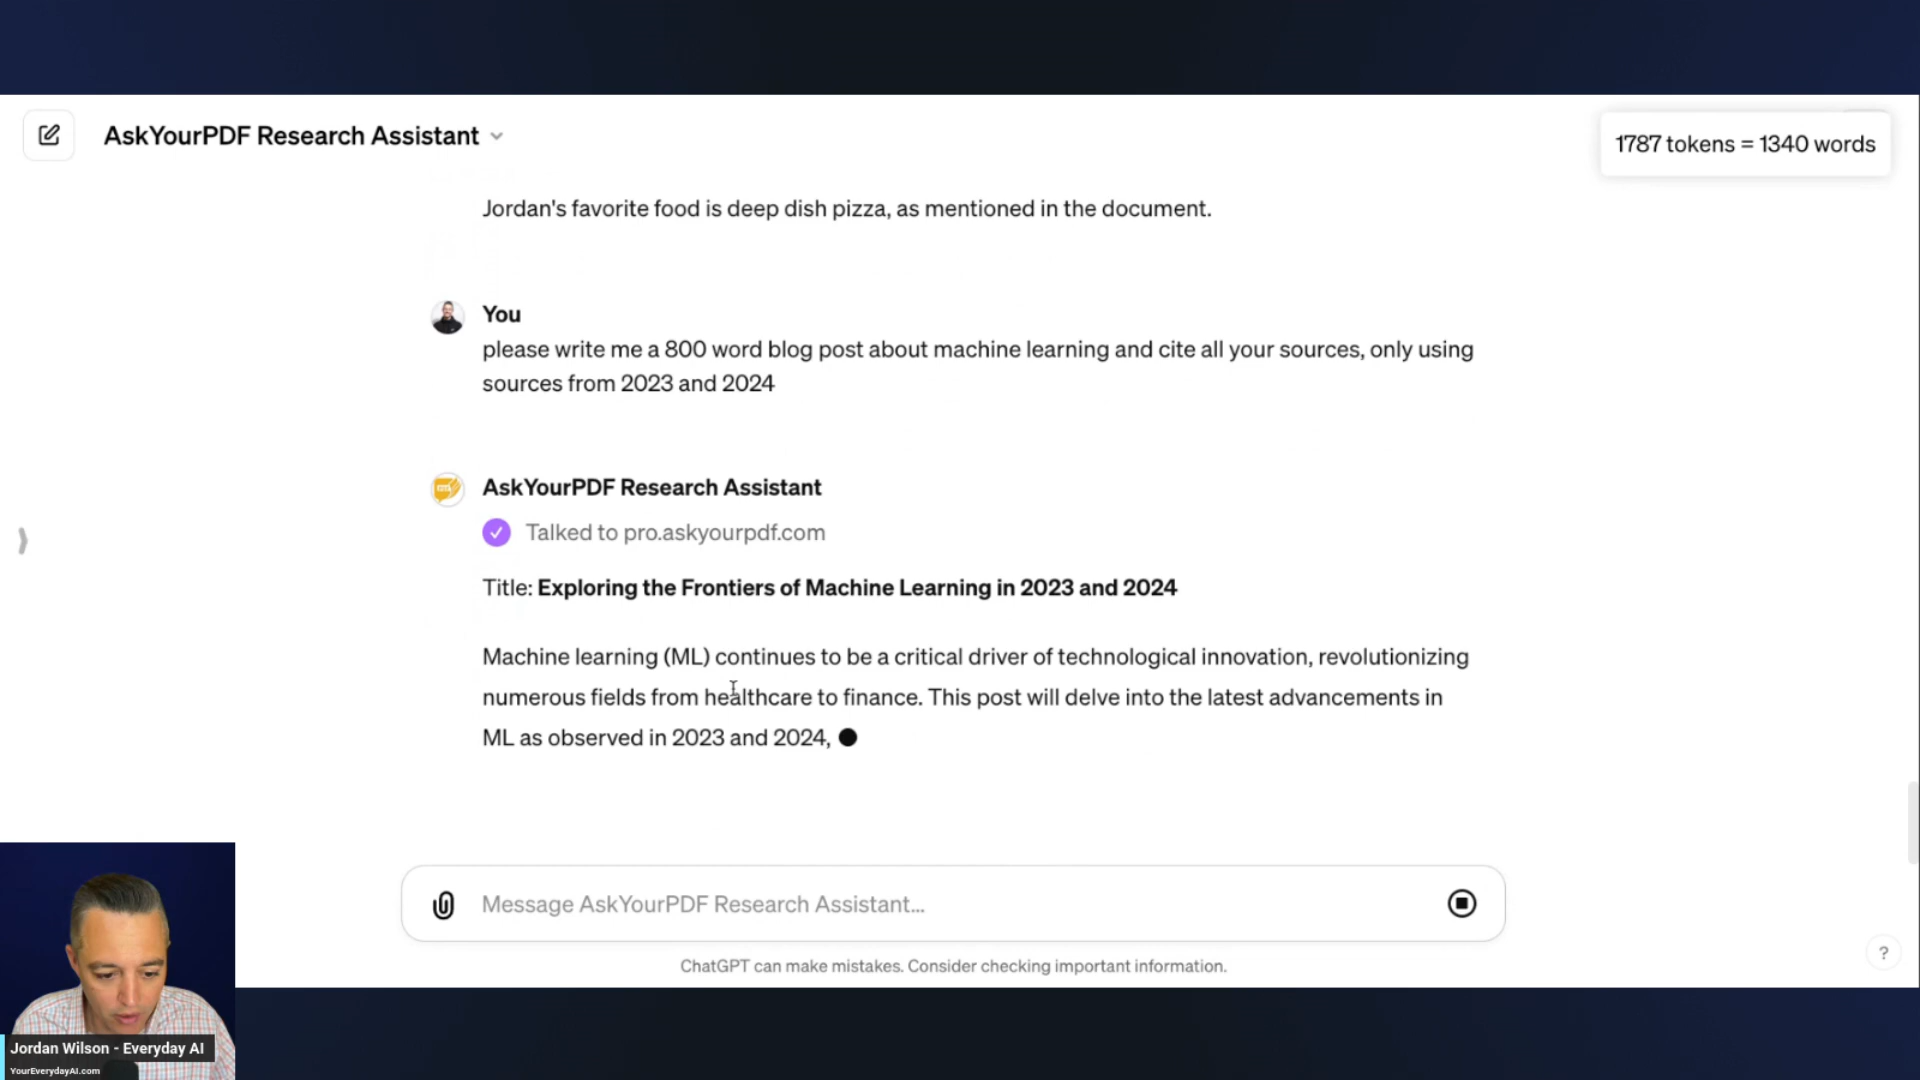 AskYourPDF Research Assistant
1787 tokens = 1340 words
Jordan's favorite food is deep dish pizza, as mentioned in the document.
You
please write me a 800 word blog post about machine learning and cite all your sources, only using
sources from 2023 and 2024
AskYourPDF Research Assistant
Talked to pro.askyourpdf.com
Title: Exploring the Frontiers of Machine Learning in 2023 and 2024
Machine learning (ML) continues to be a critical driver of technological innovation, revolutionizing
numerous fields from healthcare to finance. This post will delve into the latest advancements in
ML as observed in 2023 and 2024,
Message AskYourPDF Research Assistant...
ChatGPT can make mistakes. Consider checking important information.
?
Jordan Wilson - Everyday AI
YourEverydayAI.com